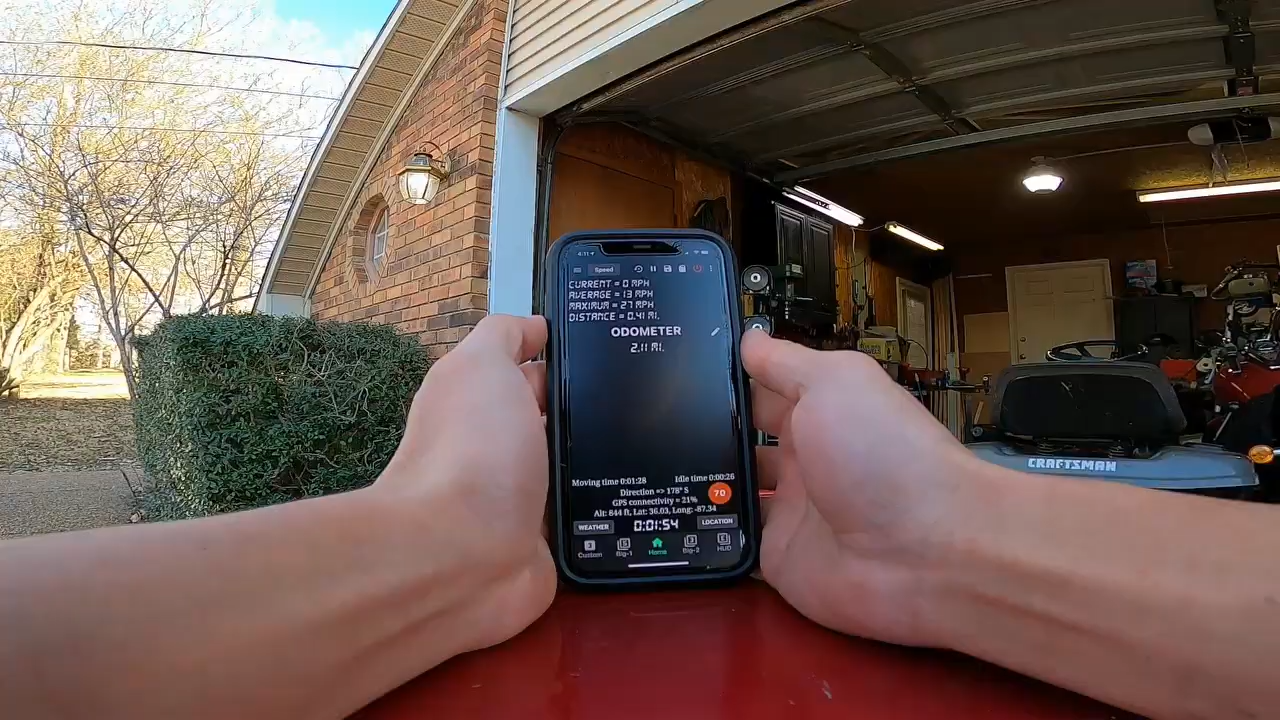 4:11
Speed
CURRENT = 0 MPH
AVERAGE = 13 MPH
MAXIMUM = 27 MPH
DISTANCE = 0.41 MI.
ODOMETER
2.11 MI.
Moving time 0:01:28 Idle time 0:00:26
Direction => 178° S
70
GPS connectivity = 21%
Alt: 844 ft, Lat: 36.03, Long: -87.34
WEATHER 0:01:54 LOCATION
Custom Big-1 Home Big-2 HUD
CRAFTSMAN